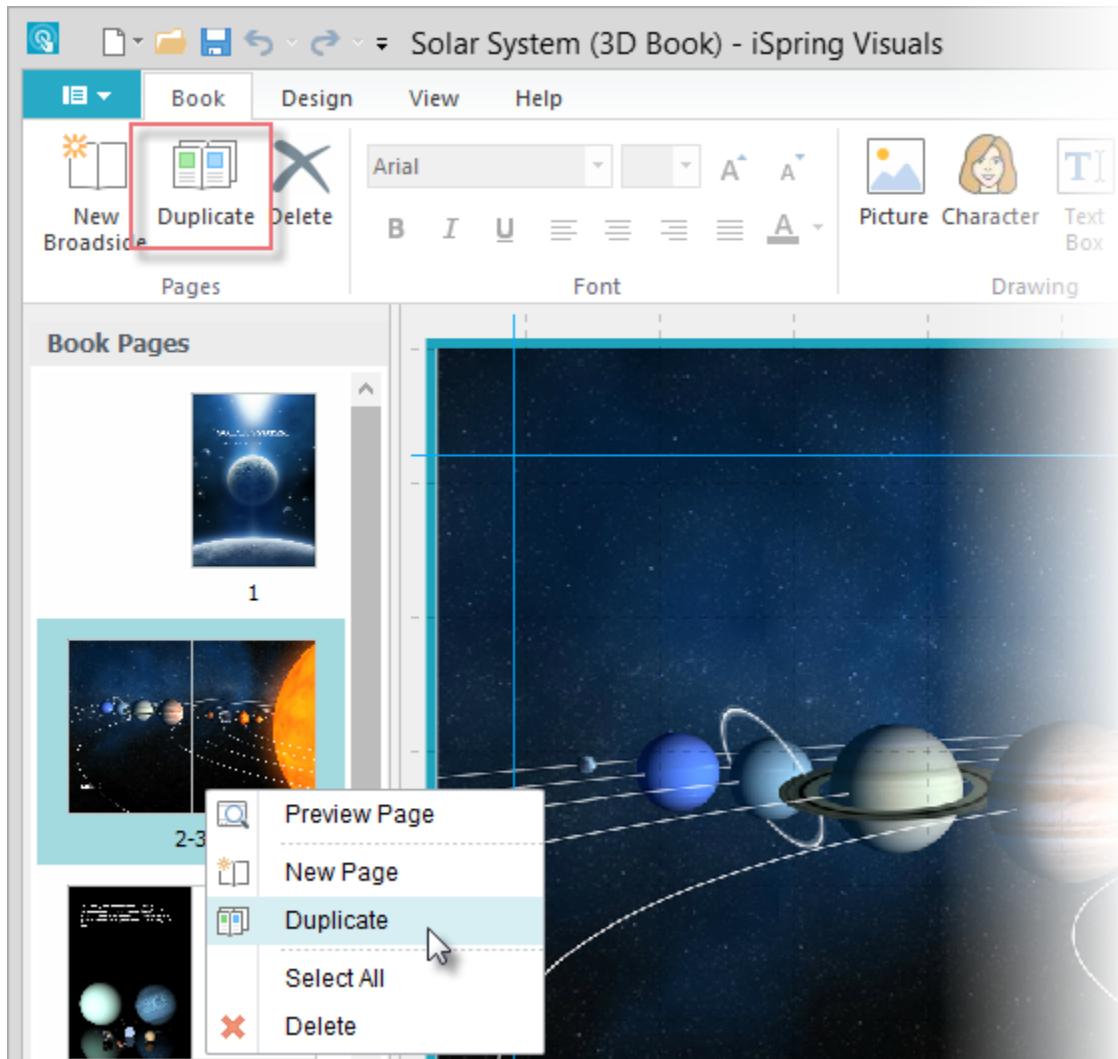 Solar System (3D Book) - iSpring Visuals
Book Design View Help
Arial
New Broadside
Duplicate
Delete
B I U A
Picture
Character
Text Box
Pages Font Drawing
Book Pages
1
2-3
Preview Page
New Page
Duplicate
Select All
Delete